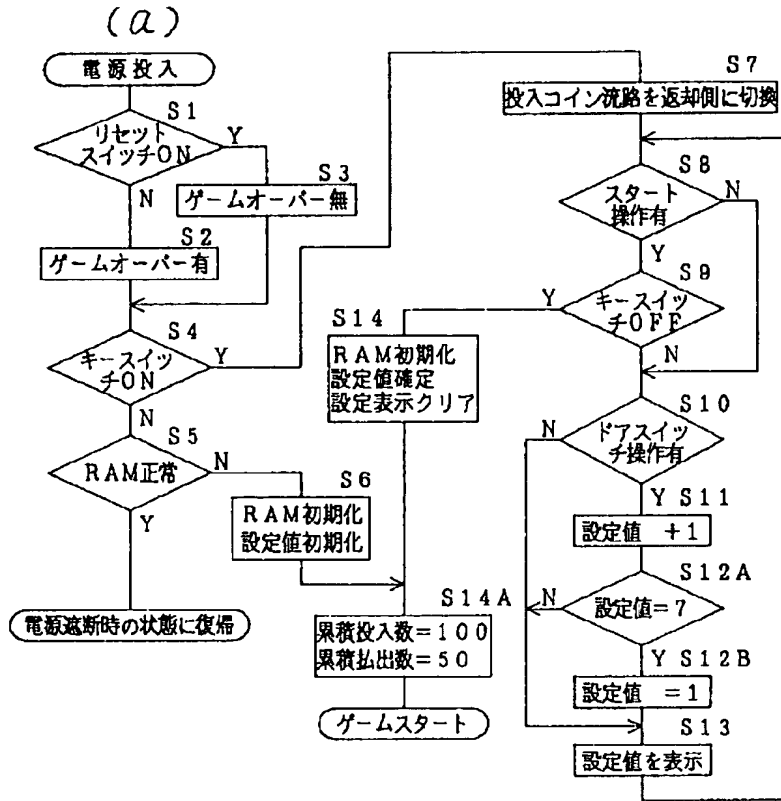 (a)
電源投入
S1
リセット
スイッチON
Y
N
S3
ゲームオーバー無
S2
ゲームオーバー有
S4
キースイッ
チON
Y
N
S5
RAM正常
N
Y
S6
RAM初期化
設定値初期化
電源遮断時の状態に復帰
S14
RAM初期化
設定値確定
設定表示クリア
S14A
累積投入数=100
累積払出数=50
ゲームスタート
S7
投入コイン流路を返却側に切換
S8
スタート
操作有
N
Y
S9
キースイッ
チOFF
Y
N
S10
ドアスイッ
チ操作有
N
Y S11
設定値 +1
S12A
設定値=7
N
Y S12B
設定値 =1
S13
設定値を表示